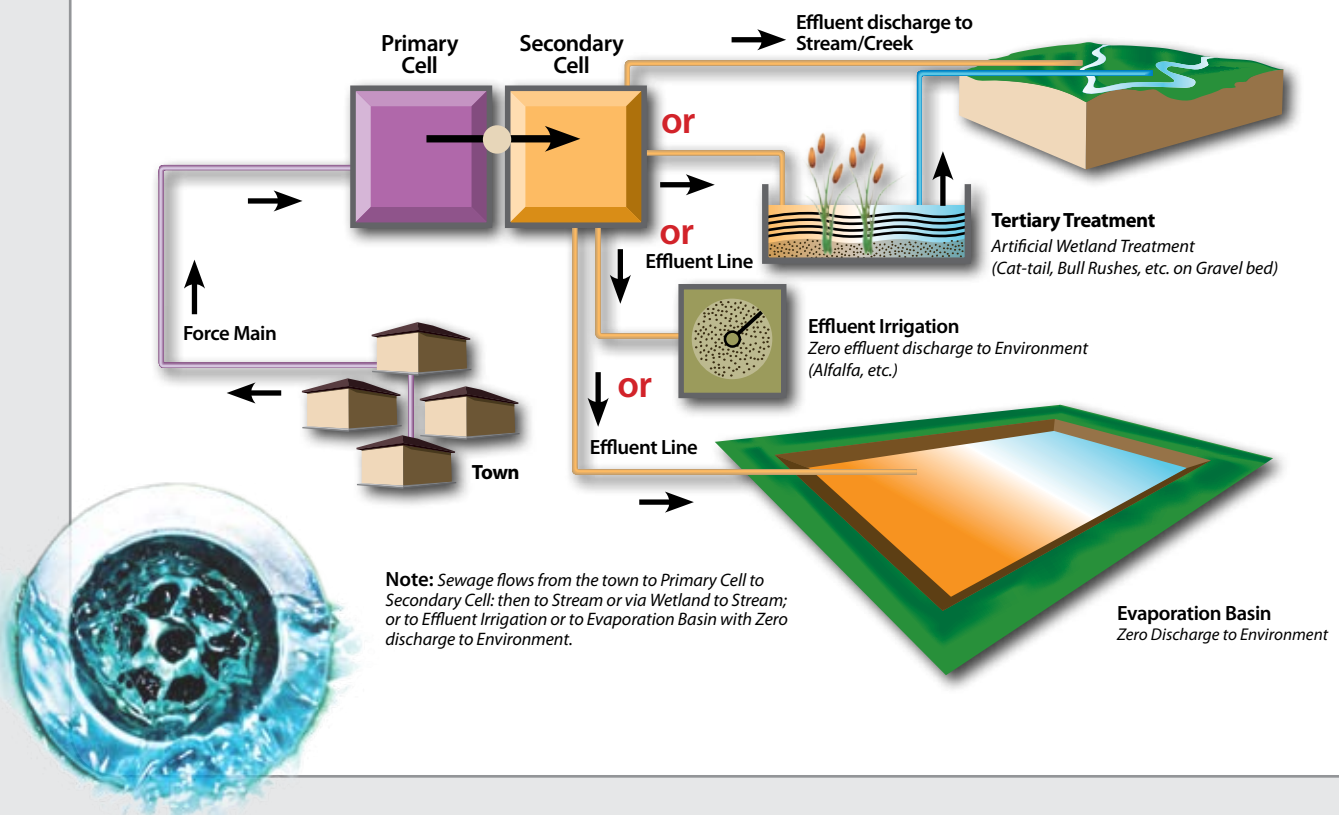 Effluent discharge to
Stream/Creek
Primary
Cell
Secondary
Cell
or
or
Effluent Line
Tertiary Treatment
Artificial Wetland Treatment
(Cat-tail, Bull Rushes, etc. on Gravel bed)
Force Main
Effluent Irrigation
Zero effluent discharge to Environment
(Alfalfa, etc.)
or
Effluent Line
Town
Note: Sewage flows from the town to Primary Cell to
Secondary Cell: then to Stream or via Wetland to Stream;
or to Effluent Irrigation or to Evaporation Basin with Zero
discharge to Environment.
Evaporation Basin
Zero Discharge to Environment